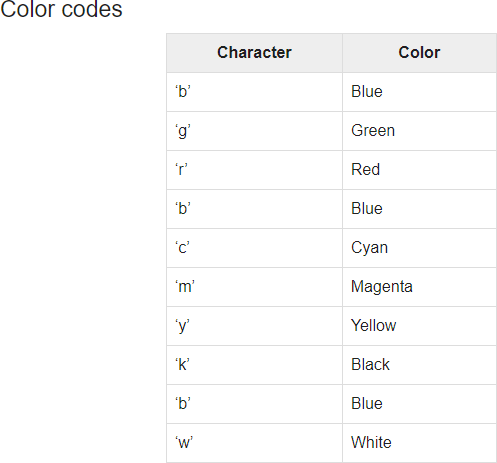 Color codes
Character Color
‘b’ Blue
‘g’ Green
‘r’ Red
‘b’ Blue
‘c’ Cyan
‘m’ Magenta
‘y’ Yellow
‘k’ Black
‘b’ Blue
‘w’ White